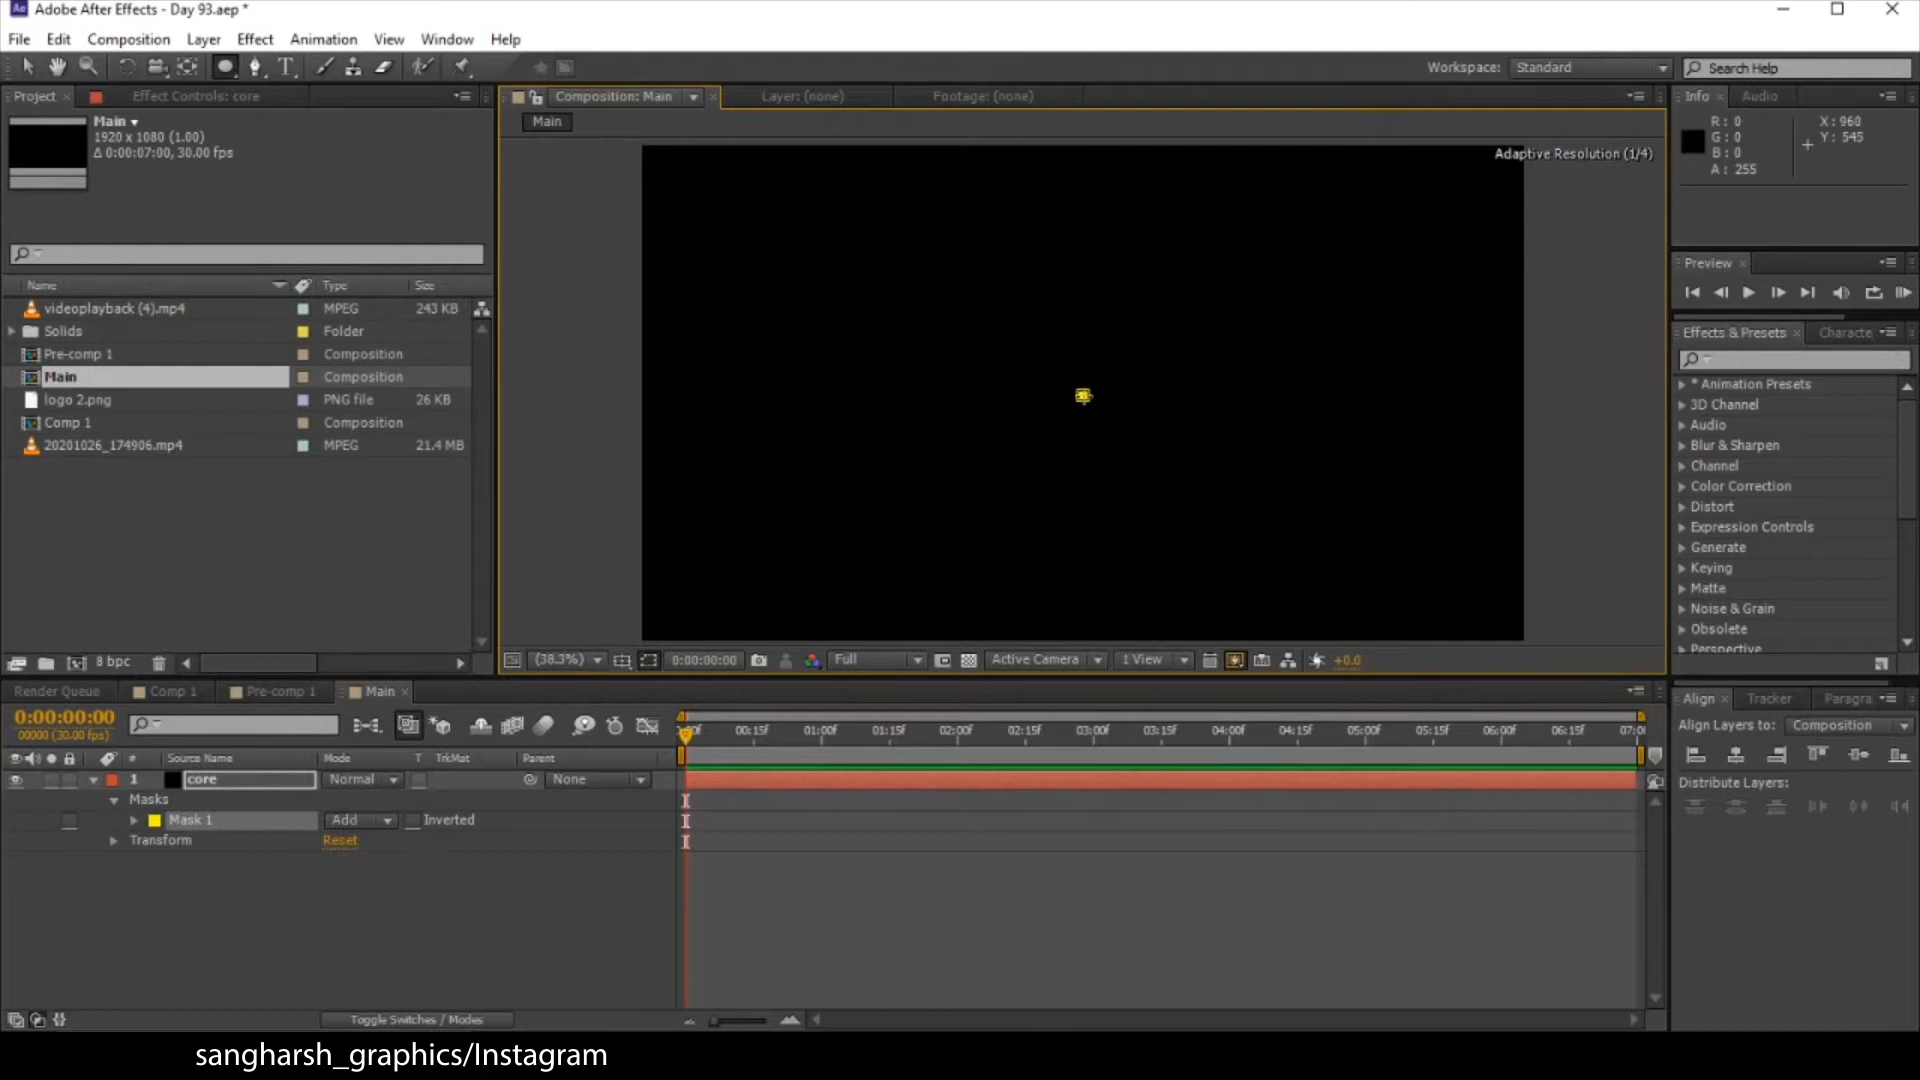 Adobe After Effects - Day 93.aep *
File Edit Composition Layer Effect Animation View Window Help
Workspace: Standard Search Help
Project Effect Controls: core
Composition: Main Layer: (none) Footage: (none)
Info Audio
Main
1920 x 1080 (1.00)
Δ 0:00:07:00, 30.00 fps
Main
Adaptive Resolution (1/4)
R: 0
G: 0
B: 0
A: 255
X: 960
Y: 545
Preview
Name Type Size
videoplayback (4).mp4 MPEG 243 KB
Solids Folder
Pre-comp 1 Composition
Main Composition
logo 2.png PNG file 26 KB
Comp 1 Composition
20201026_174906.mp4 MPEG 21.4 MB
Effects & Presets Characte
* Animation Presets
3D Channel
Audio
Blur & Sharpen
Channel
Color Correction
Distort
Expression Controls
Generate
Keying
Matte
Noise & Grain
Obsolete
Perspective
8 bpc
(38.3%) 0:00:00:00 Full Active Camera 1 View +0.0
Render Queue Comp 1 Pre-comp 1 Main
Align Tracker Paragra
0:00:00:00
00000 (30.00 fps)
00:15f 01:00f 01:15f 02:00f 02:15f 03:00f 03:15f 04:00f 04:15f 05:00f 05:15f 06:00f 06:15f 07:0
Align Layers to: Composition
Distribute Layers:
# Source Name Mode T TrkMat Parent
1 core Normal None
Masks
Mask 1 Add Inverted
Transform Reset
Toggle Switches / Modes
sangharsh_graphics/Instagram